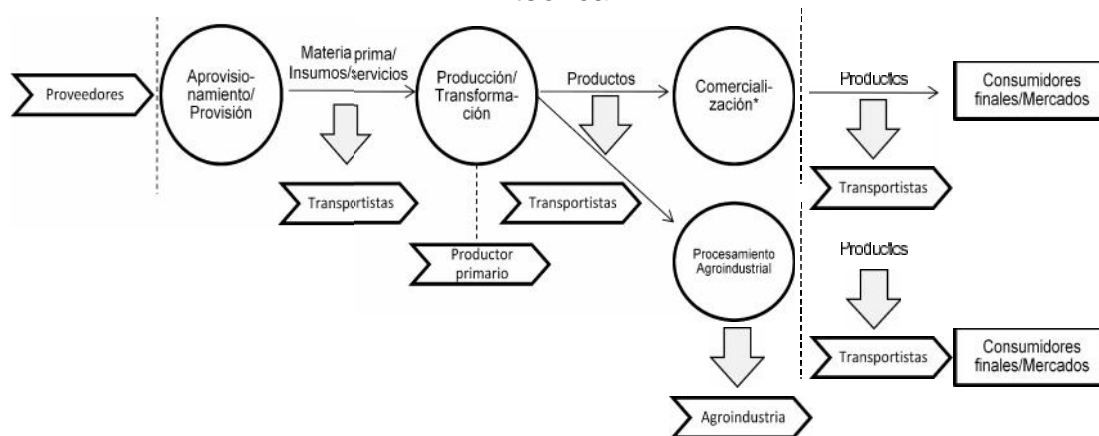 Proveedores
Aprovisio-
namiento/
Provisión
Materia prima/
Insumos/servicios
Transportistas
Producción/
Transforma-
ción
Productor
primario
Productos
Transportistas
Comerciali-
zación*
Procesamiento
Agroindustrial
Agroindustria
Productos
Transportistas
Consumidores
finales/Mercados
Productos
Transportistas
Consumidores
finales/Mercados